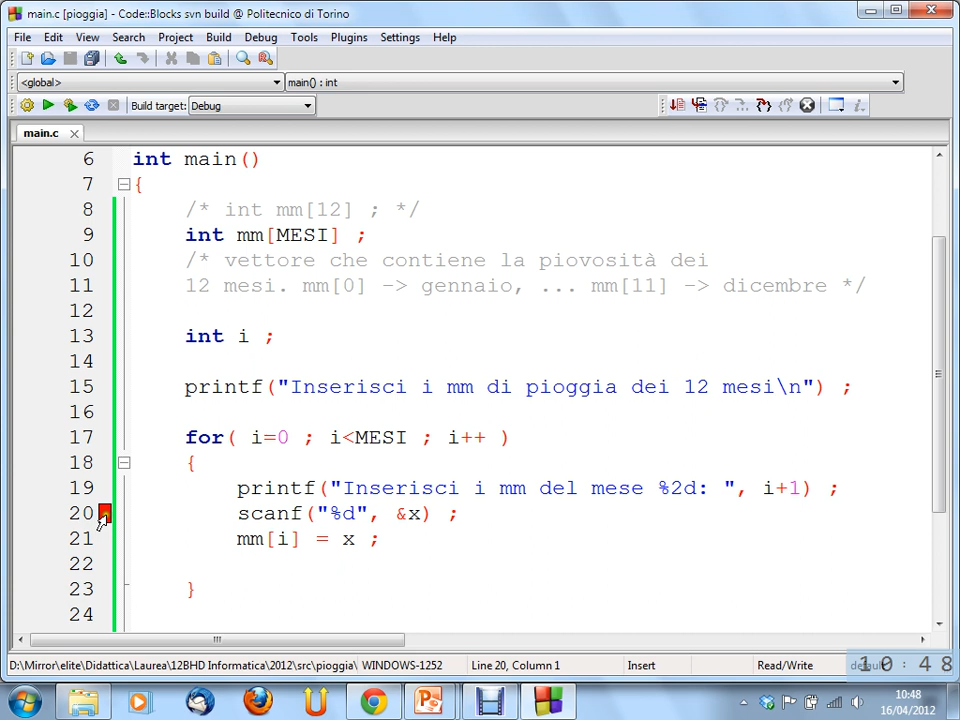 main.c [pioggia] - Code::Blocks svn build @ Politecnico di Torino
File Edit View Search Project Build Debug Tools Plugins Settings Help
<global> main() : int
Build target: Debug
main.c
6 int main()
7 {
8 /* int mm[12] ; */
9 int mm[MESI] ;
10 /* vettore che contiene la piovosità dei
11 12 mesi. mm[0] -> gennaio, ... mm[11] -> dicembre */
12
13 int i ;
14
15 printf("Inserisci i mm di pioggia dei 12 mesi\n") ;
16
17 for( i=0 ; i<MESI ; i++ )
18 {
19 printf("Inserisci i mm del mese %2d: ", i+1) ;
20 scanf("%d", &x) ;
21 mm[i] = x ;
22
23 }
24
D:\Mirror\elite\Didattica\Laurea\12BHD Informatica\2012\src\pioggia\ WINDOWS-1252 Line 20, Column 1 Insert Read/Write default
10:48
10:48
16/04/2012